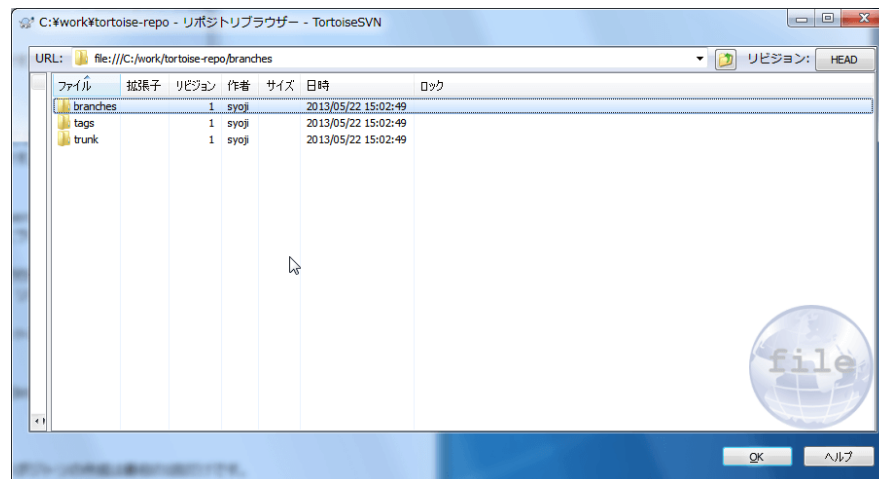 C:¥work¥tortoise-repo - リポジトリブラウザー - TortoiseSVN
URL: file:///C:/work/tortoise-repo/branches リビジョン: HEAD
ファイル 拡張子 リビジョン 作者 サイズ 日時 ロック
branches 1 syoji 2013/05/22 15:02:49
tags 1 syoji 2013/05/22 15:02:49
trunk 1 syoji 2013/05/22 15:02:49
file
OK ヘルプ